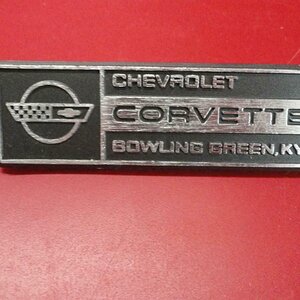 CHEVROLET
CORVETTE
BOWLING GREEN, KY